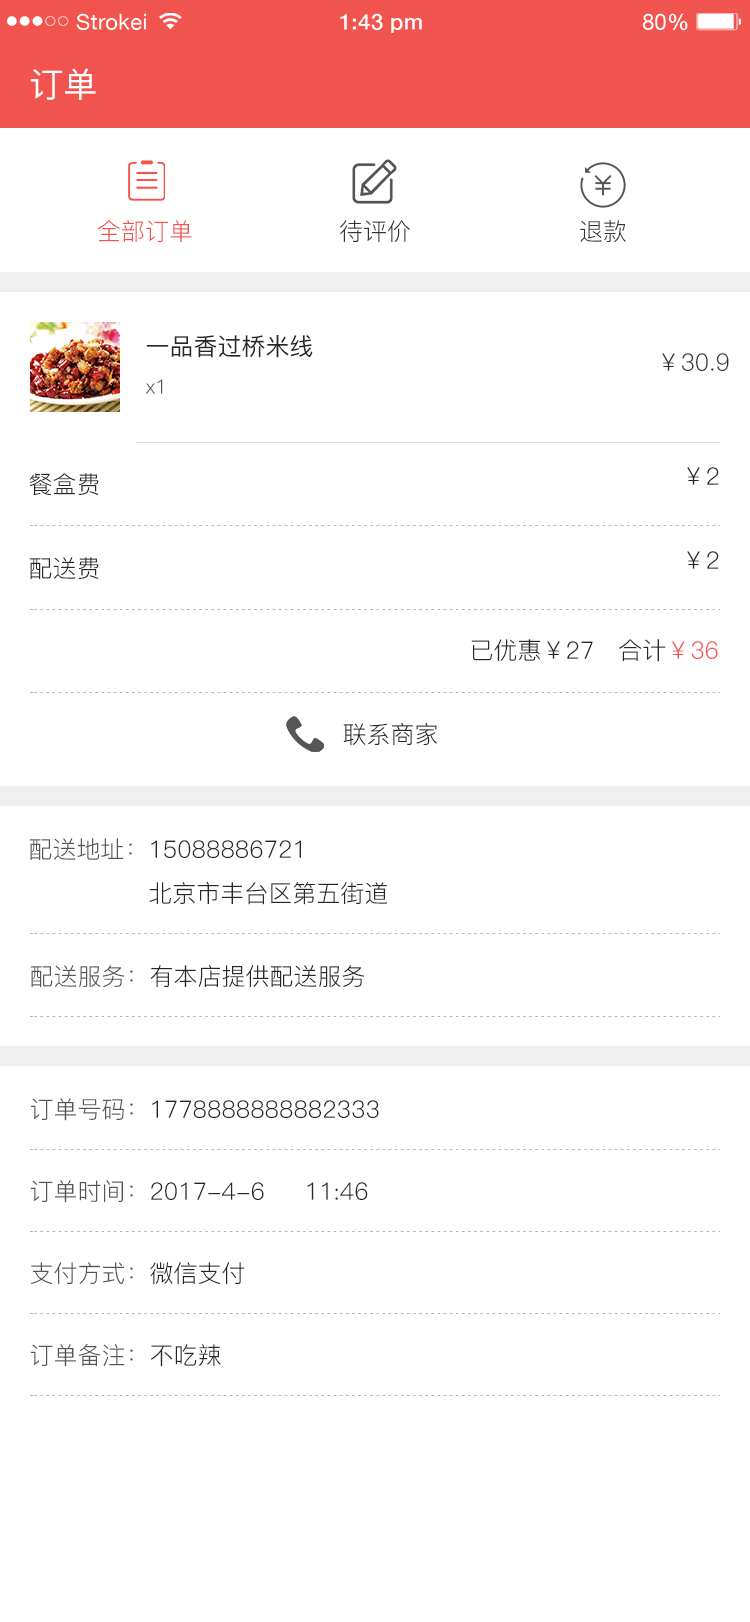 Strokei 1:43 pm 80%
订单
全部订单 待评价 退款
一品香过桥米线
¥30.9
x1
餐盒费 ¥2
配送费 ¥2
已优惠¥27 合计¥36
联系商家
配送地址：15088886721
北京市丰台区第五街道
配送服务：有本店提供配送服务
订单号码：1778888888882333
订单时间：2017-4-6 11:46
支付方式：微信支付
订单备注：不吃辣